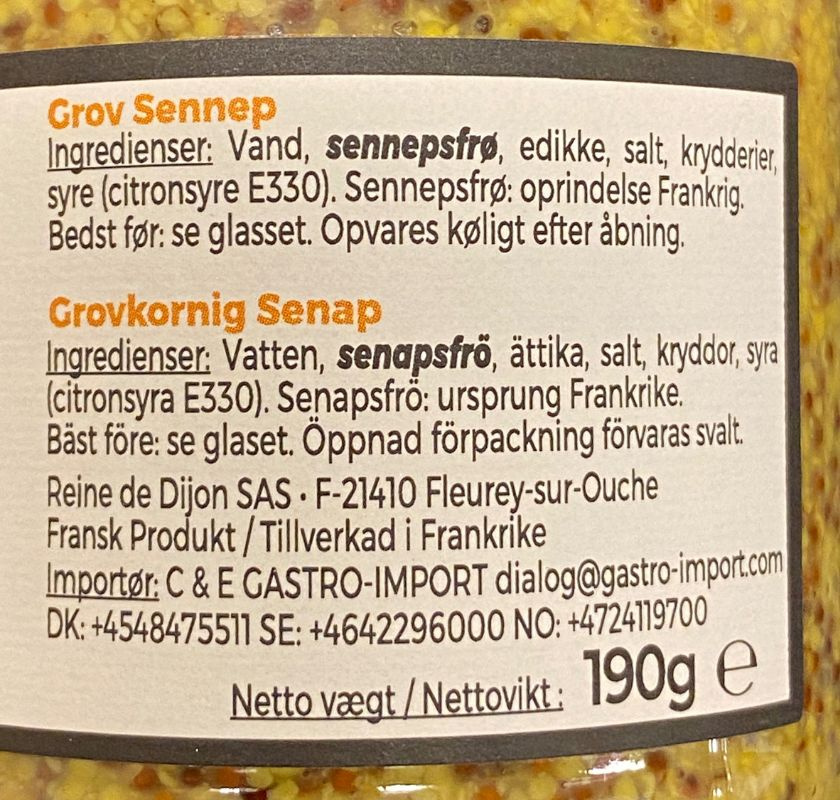 Grov Sennep
Ingredienser: Vand, sennepsfrø, edikke, salt, krydderier,
syre (citronsyre E330). Sennepsfrø: oprindelse Frankrig.
Bedst før: se glasset. Opvares køligt efter åbning.
Grovkornig Senap
Ingredienser: Vatten, senapsfrö, ättika, salt, kryddor, syra
(citronsyra E330). Senapsfrö: ursprung Frankrike.
Bäst före: se glaset. Öppnad förpackning förvaras svalt.
Reine de Dijon SAS • F-21410 Fleurey-sur-Ouche
Fransk Produkt / Tillverkad i Frankrike
Importør: C & E GASTRO-IMPORT dialog@gastro-import.com
DK: +4548475511 SE: +4642296000 NO: +4724119700
Netto vægt / Nettovikt: 190g ℮